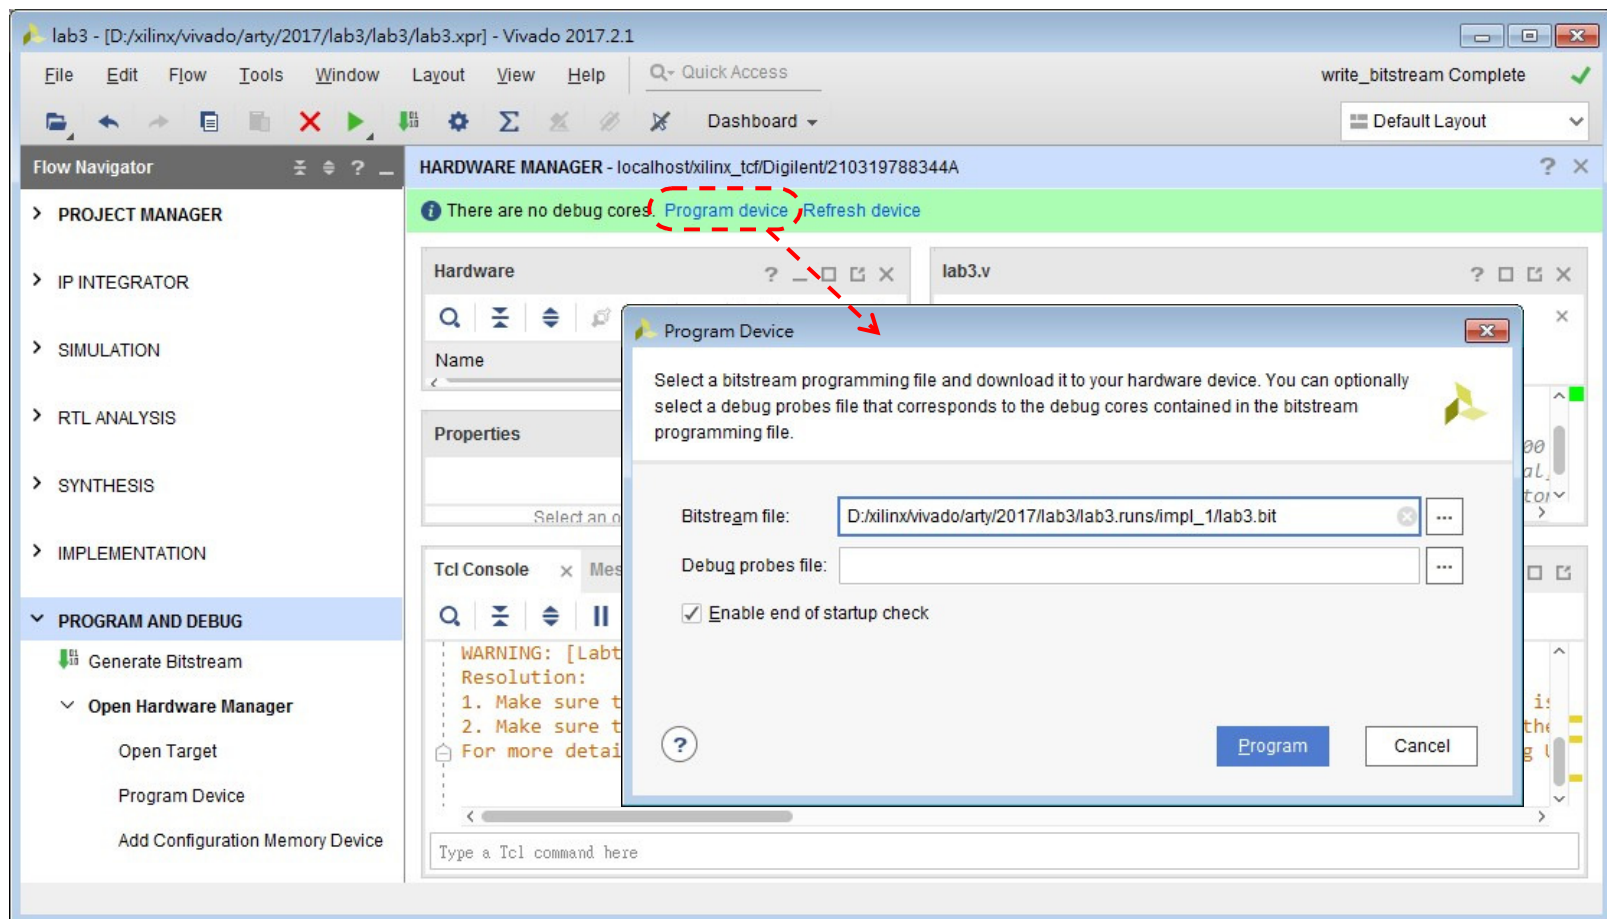 lab3 - [D:/xilinx/vivado/arty/2017/lab3/lab3/lab3.xpr] - Vivado 2017.2.1
File Edit Flow Tools Window Layout View Help Quick Access write_bitstream Complete
Dashboard Default Layout
Flow Navigator
HARDWARE MANAGER - localhost/xilinx_tcf/Digilent/210319788344A
There are no debug cores. Program device Refresh device
PROJECT MANAGER
IP INTEGRATOR
SIMULATION
RTL ANALYSIS
SYNTHESIS
IMPLEMENTATION
PROGRAM AND DEBUG
Generate Bitstream
Open Hardware Manager
Open Target
Program Device
Add Configuration Memory Device
Hardware
Name
lab3.v
Properties
Select an o
Tcl Console Mes
WARNING: [Labt
Resolution:
1. Make sure t
2. Make sure t the
For more detai
Type a Tcl command here
Program Device
Select a bitstream programming file and download it to your hardware device. You can optionally
select a debug probes file that corresponds to the debug cores contained in the bitstream
programming file.
Bitstream file: D:/xilinx/vivado/arty/2017/lab3/lab3.runs/impl_1/lab3.bit ...
Debug probes file: ...
Enable end of startup check
? Program Cancel